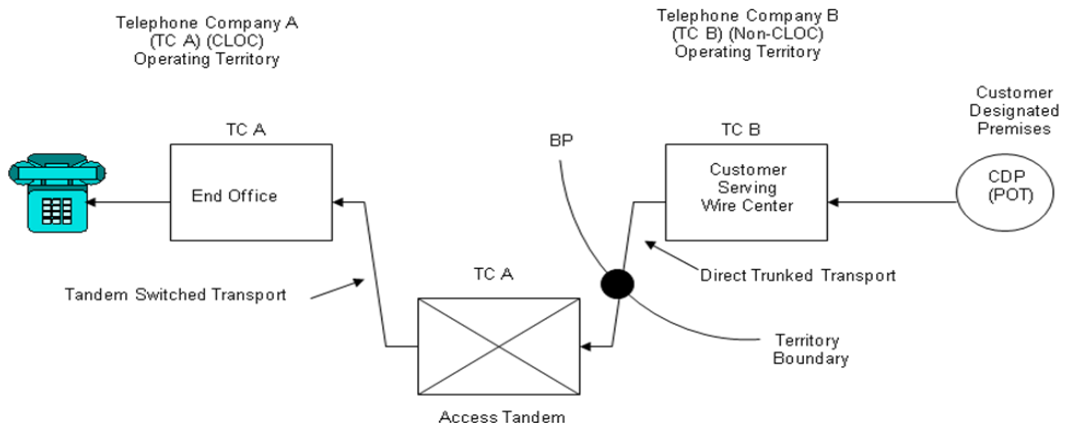 Telephone Company A
(TC A) (CLOC)
Operating Territory
Telephone Company B
(TC B) (Non-CLOC)
Operating Territory
Customer
Designated
Premises
TC A
End Office
BP
TC B
Customer
Serving
Wire Center
CDP
(POT)
Tandem Switched Transport
TC A
Direct Trunked Transport
Territory
Boundary
Access Tandem